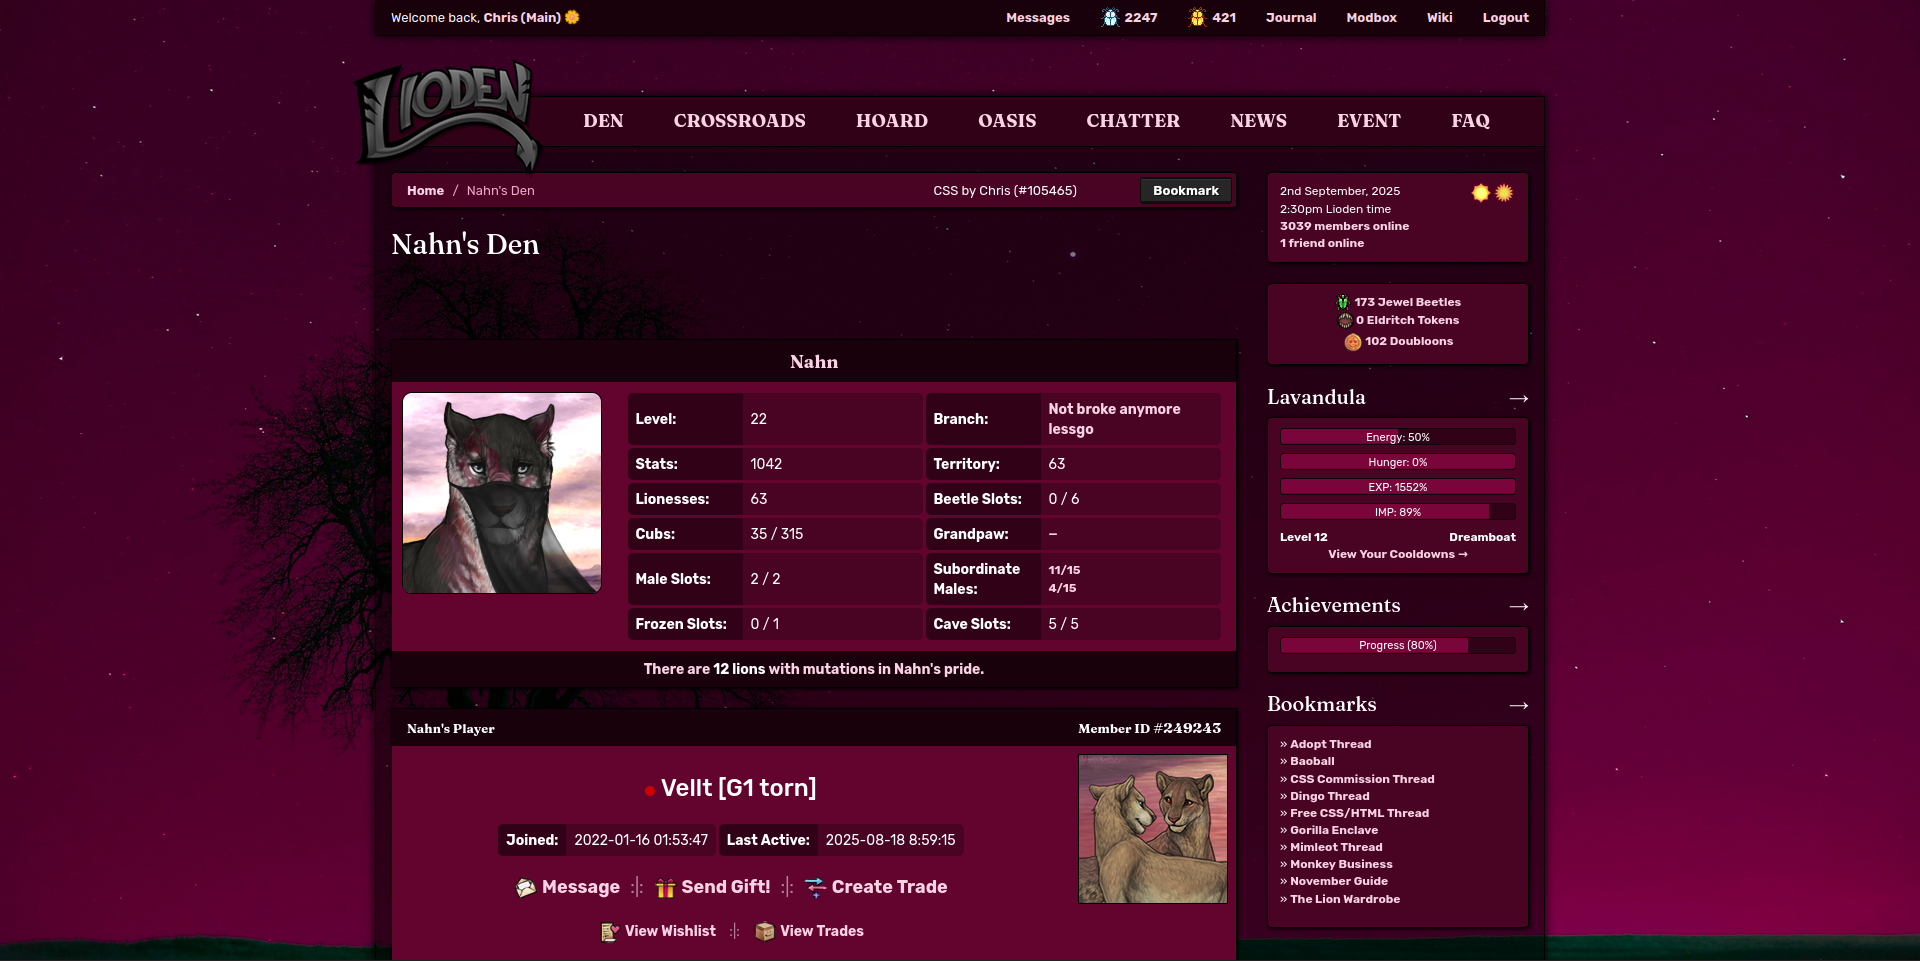 Welcome back, Chris (Main)
Messages
2247
421
Journal
Modbox
Wiki
Logout
LIODEN
DEN
CROSSROADS
HOARD
OASIS
CHATTER
NEWS
EVENT
FAQ
Home / Nahn's Den
CSS by Chris (#105465)
Bookmark
Nahn's Den
Nahn
Level: 22
Branch: Not broke anymore
lessgo
Stats: 1042
Territory: 63
Lionesses: 63
Beetle Slots: 0 / 6
Cubs: 35 / 315
Grandpaw: –
Male Slots: 2 / 2
Subordinate
Males:
11/15
4/15
Frozen Slots: 0 / 1
Cave Slots: 5 / 5
There are 12 lions with mutations in Nahn's pride.
Nahn's Player
Member ID #249243
Vellt [G1 torn]
Joined: 2022-01-16 01:53:47
Last Active: 2025-08-18 8:59:15
Message :|: Send Gift! :|: Create Trade
View Wishlist :|: View Trades
2nd September, 2025
2:30pm Lioden time
3039 members online
1 friend online
173 Jewel Beetles
0 Eldritch Tokens
102 Doubloons
Lavandula →
Energy: 50%
Hunger: 0%
EXP: 1552%
IMP: 89%
Level 12
Dreamboat
View Your Cooldowns →
Achievements →
Progress (80%)
Bookmarks →
» Adopt Thread
» Baoball
» CSS Commission Thread
» Dingo Thread
» Free CSS/HTML Thread
» Gorilla Enclave
» Mimleot Thread
» Monkey Business
» November Guide
» The Lion Wardrobe